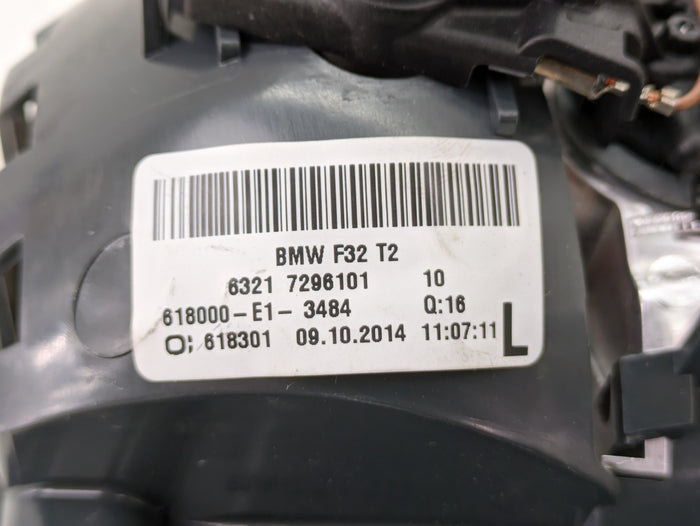 BMW F32 T2
6321 7296101 10
618000-E1- 3484 Q:16
O; 618301 09.10.2014 11:07:11 L